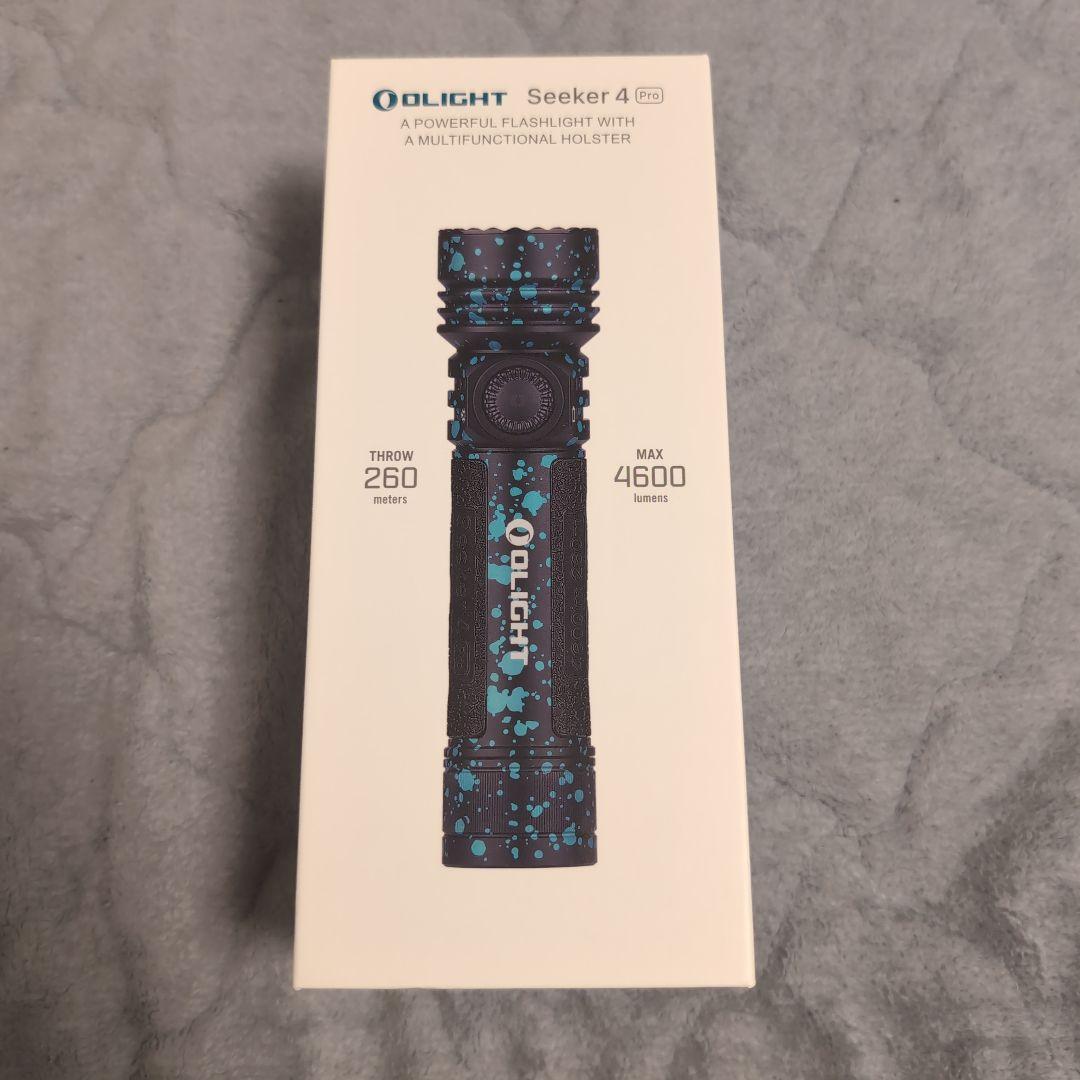 OLIGHT Seeker 4 Pro
A POWERFUL FLASHLIGHT WITH
A MULTIFUNCTIONAL HOLSTER
THROW
260
meters
MAX
4600
lumens
OLIGHT